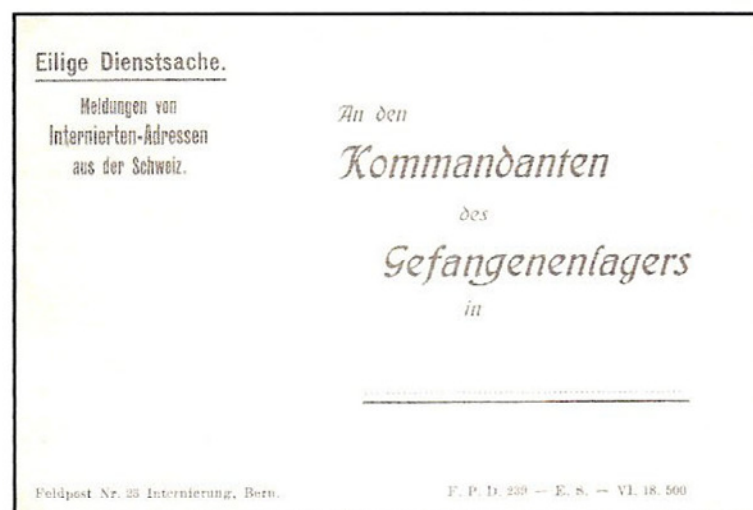 Eilige Dienstsache.
Meldungen von
Internierten-Adressen
aus der Schweiz.
An den
Kommandanten
des
Gefangenenlagers
in
Feldpost Nr. 23 Internierung, Bern.
F. P. D. 239 — E. S. — VI. 18. 500